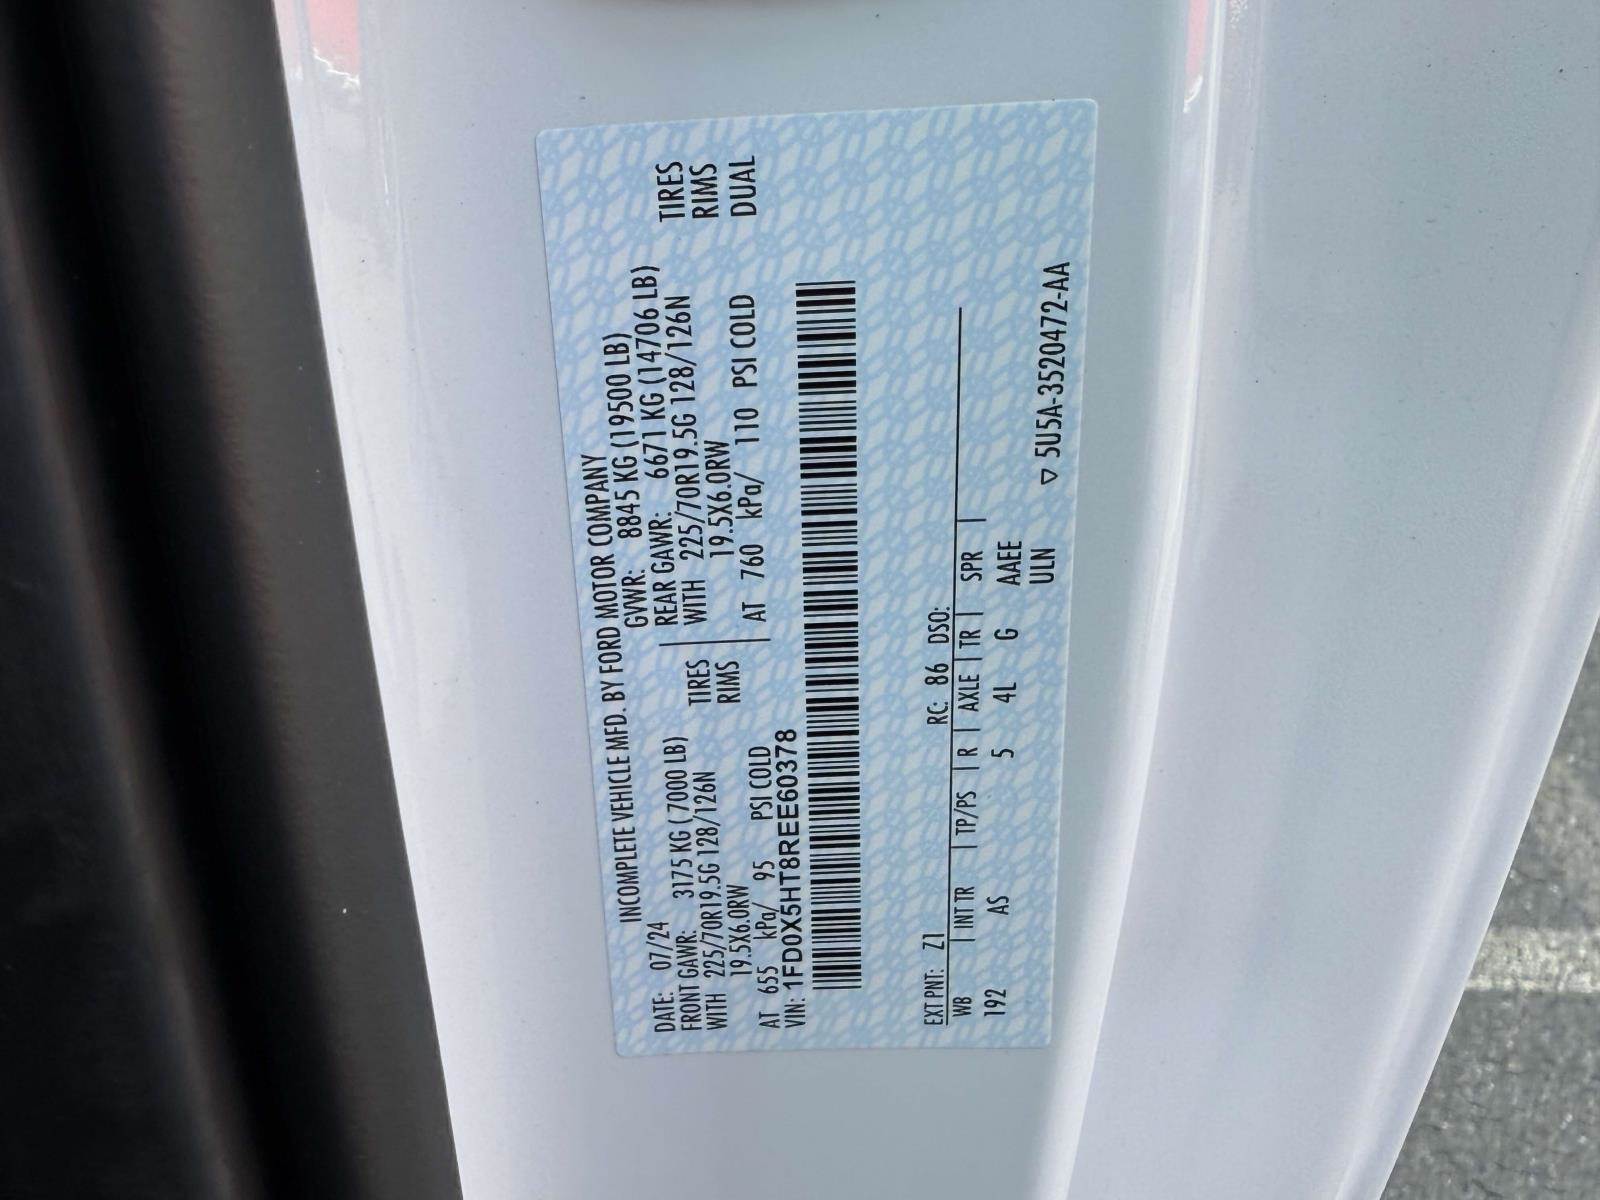 INCOMPLETE VEHICLE MFD. BY FORD MOTOR COMPANY
DATE: 07/24 GVWR: 8845 KG (19500 LB)
FRONT GAWR: 3175 KG (7000 LB) REAR GAWR: 6671 KG (14706 LB)
WITH 225/70R19.5G 128/126N TIRES WITH 225/70R19.5G 128/126N TIRES
19.5X6.0RW RIMS 19.5X6.0RW RIMS
AT 655 kPa/ 95 PSI COLD AT 760 kPa/ 110 PSI COLD DUAL
VIN: 1FD0X5HT8REE60378
EXT PNT: Z1 RC: 86 DSO:
WB INT TR TP/PS R AXLE TR SPR
192 AS 5 4L G AAEE
ULN
▽ 5U5A-3520472-AA